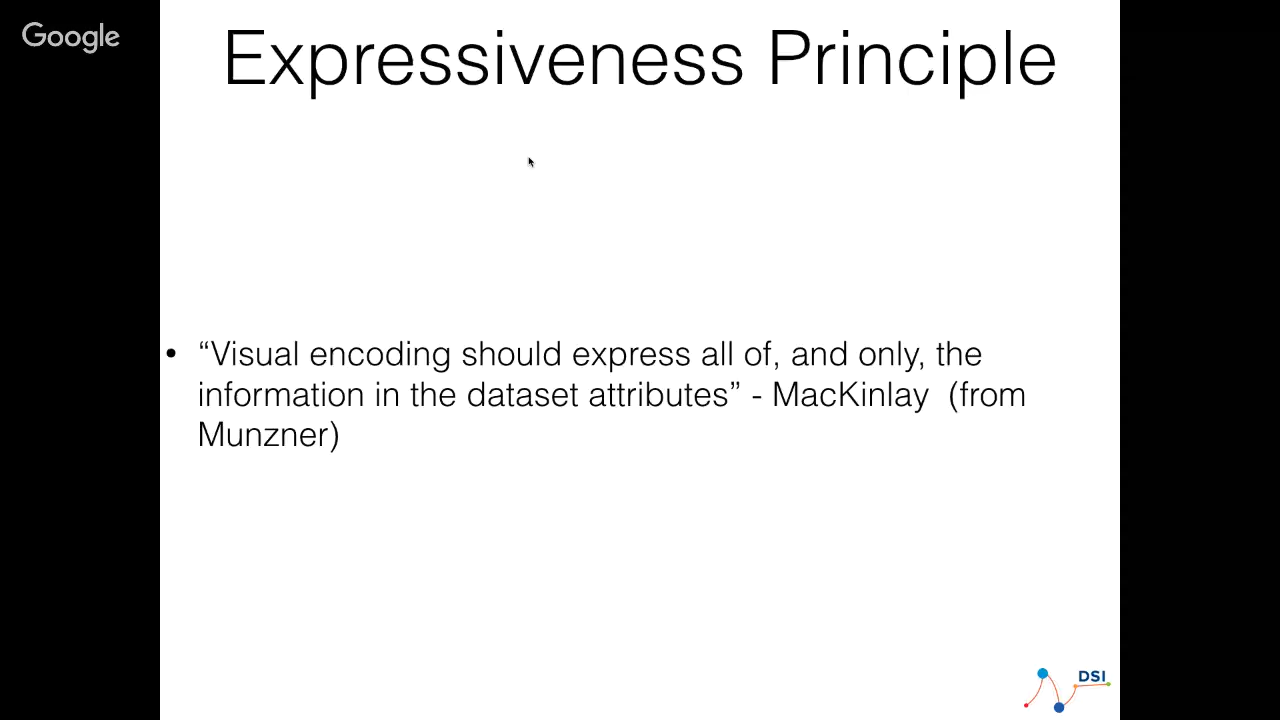 Google
Expressiveness Principle
• “Visual encoding should express all of, and only, the
information in the dataset attributes” - MacKinlay (from
Munzner)
DSI